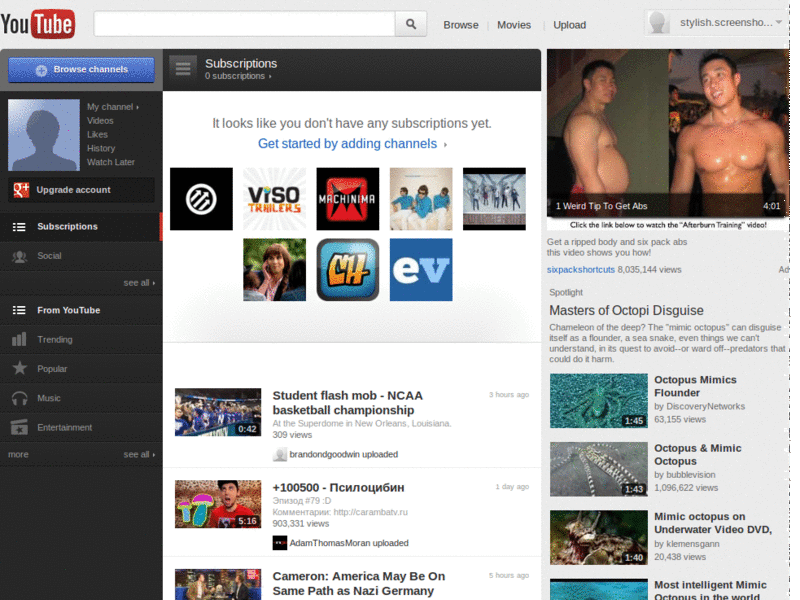 YouTube
Browse
Movies
Upload
stylish.screensho...
Browse channels
My channel ›
Videos
Likes
History
Watch Later
Upgrade account
Subscriptions
Social
see all ›
From YouTube
Trending
Popular
Music
Entertainment
more
see all ›
Subscriptions
0 subscriptions ›
It looks like you don't have any subscriptions yet.
Get started by adding channels ›
ViSO
TRAILERS
MACHINIMA
CH
ev
Student flash mob - NCAA
basketball championship
3 hours ago
At the Superdome in New Orleans, Louisiana.
309 views
0:42
brandondgoodwin uploaded
+100500 - Псилоцибин
1 day ago
Эпизод #79 :D
Комментарии: http://carambatv.ru
903,331 views
5:16
AdamThomasMoran uploaded
Cameron: America May Be On
Same Path as Nazi Germany
5 hours ago
1 Weird Tip To Get Abs
4:01
Click the link below to watch the "Afterburn Training" video!
Get a ripped body and six pack abs
this video shows you how!
sixpackshortcuts 8,035,144 views
Spotlight
Masters of Octopi Disguise
Chameleon of the deep? The "mimic octopus" can disguise
itself as a flounder, a sea snake, even things we can't
understand, in its quest to avoid--or ward off--predators that
could do it harm.
Octopus Mimics
Flounder
by DiscoveryNetworks
63,155 views
1:45
Octopus & Mimic
Octopus
by bubblevision
1,096,622 views
1:43
Mimic octopus on
Underwater Video DVD,
by klemensgann
20,438 views
1:40
Most intelligent Mimic
Octopus in the world